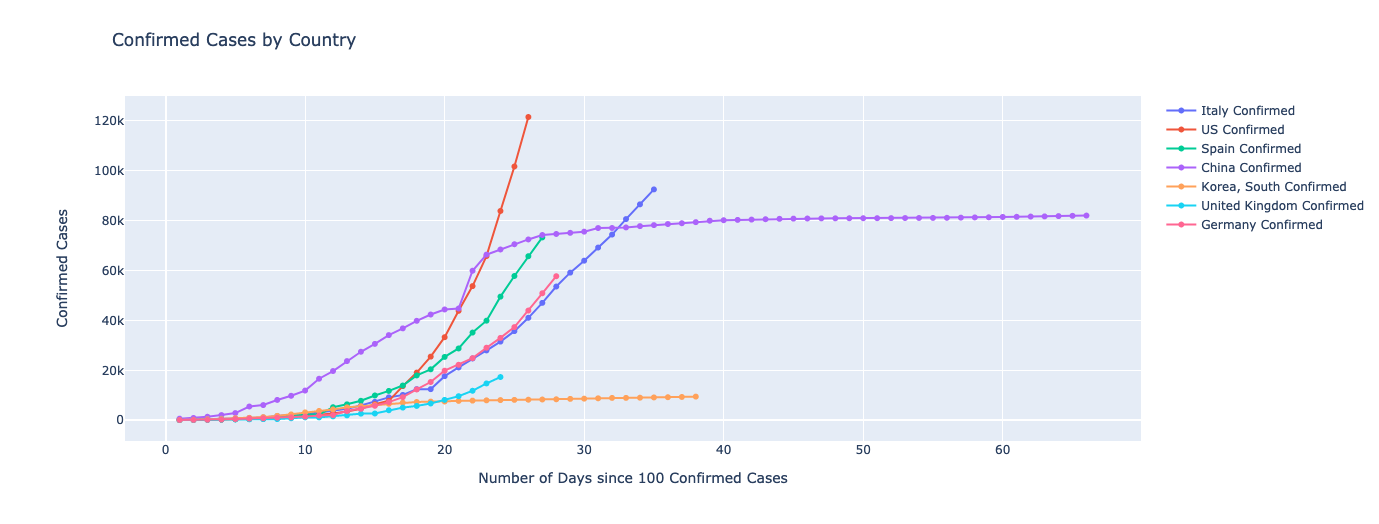 Confirmed Cases by Country
120k
100k
80k
60k
40k
20k
0
Confirmed Cases
0 10 20 30 40 50 60
Number of Days since 100 Confirmed Cases
Italy Confirmed
US Confirmed
Spain Confirmed
China Confirmed
Korea, South Confirmed
United Kingdom Confirmed
Germany Confirmed